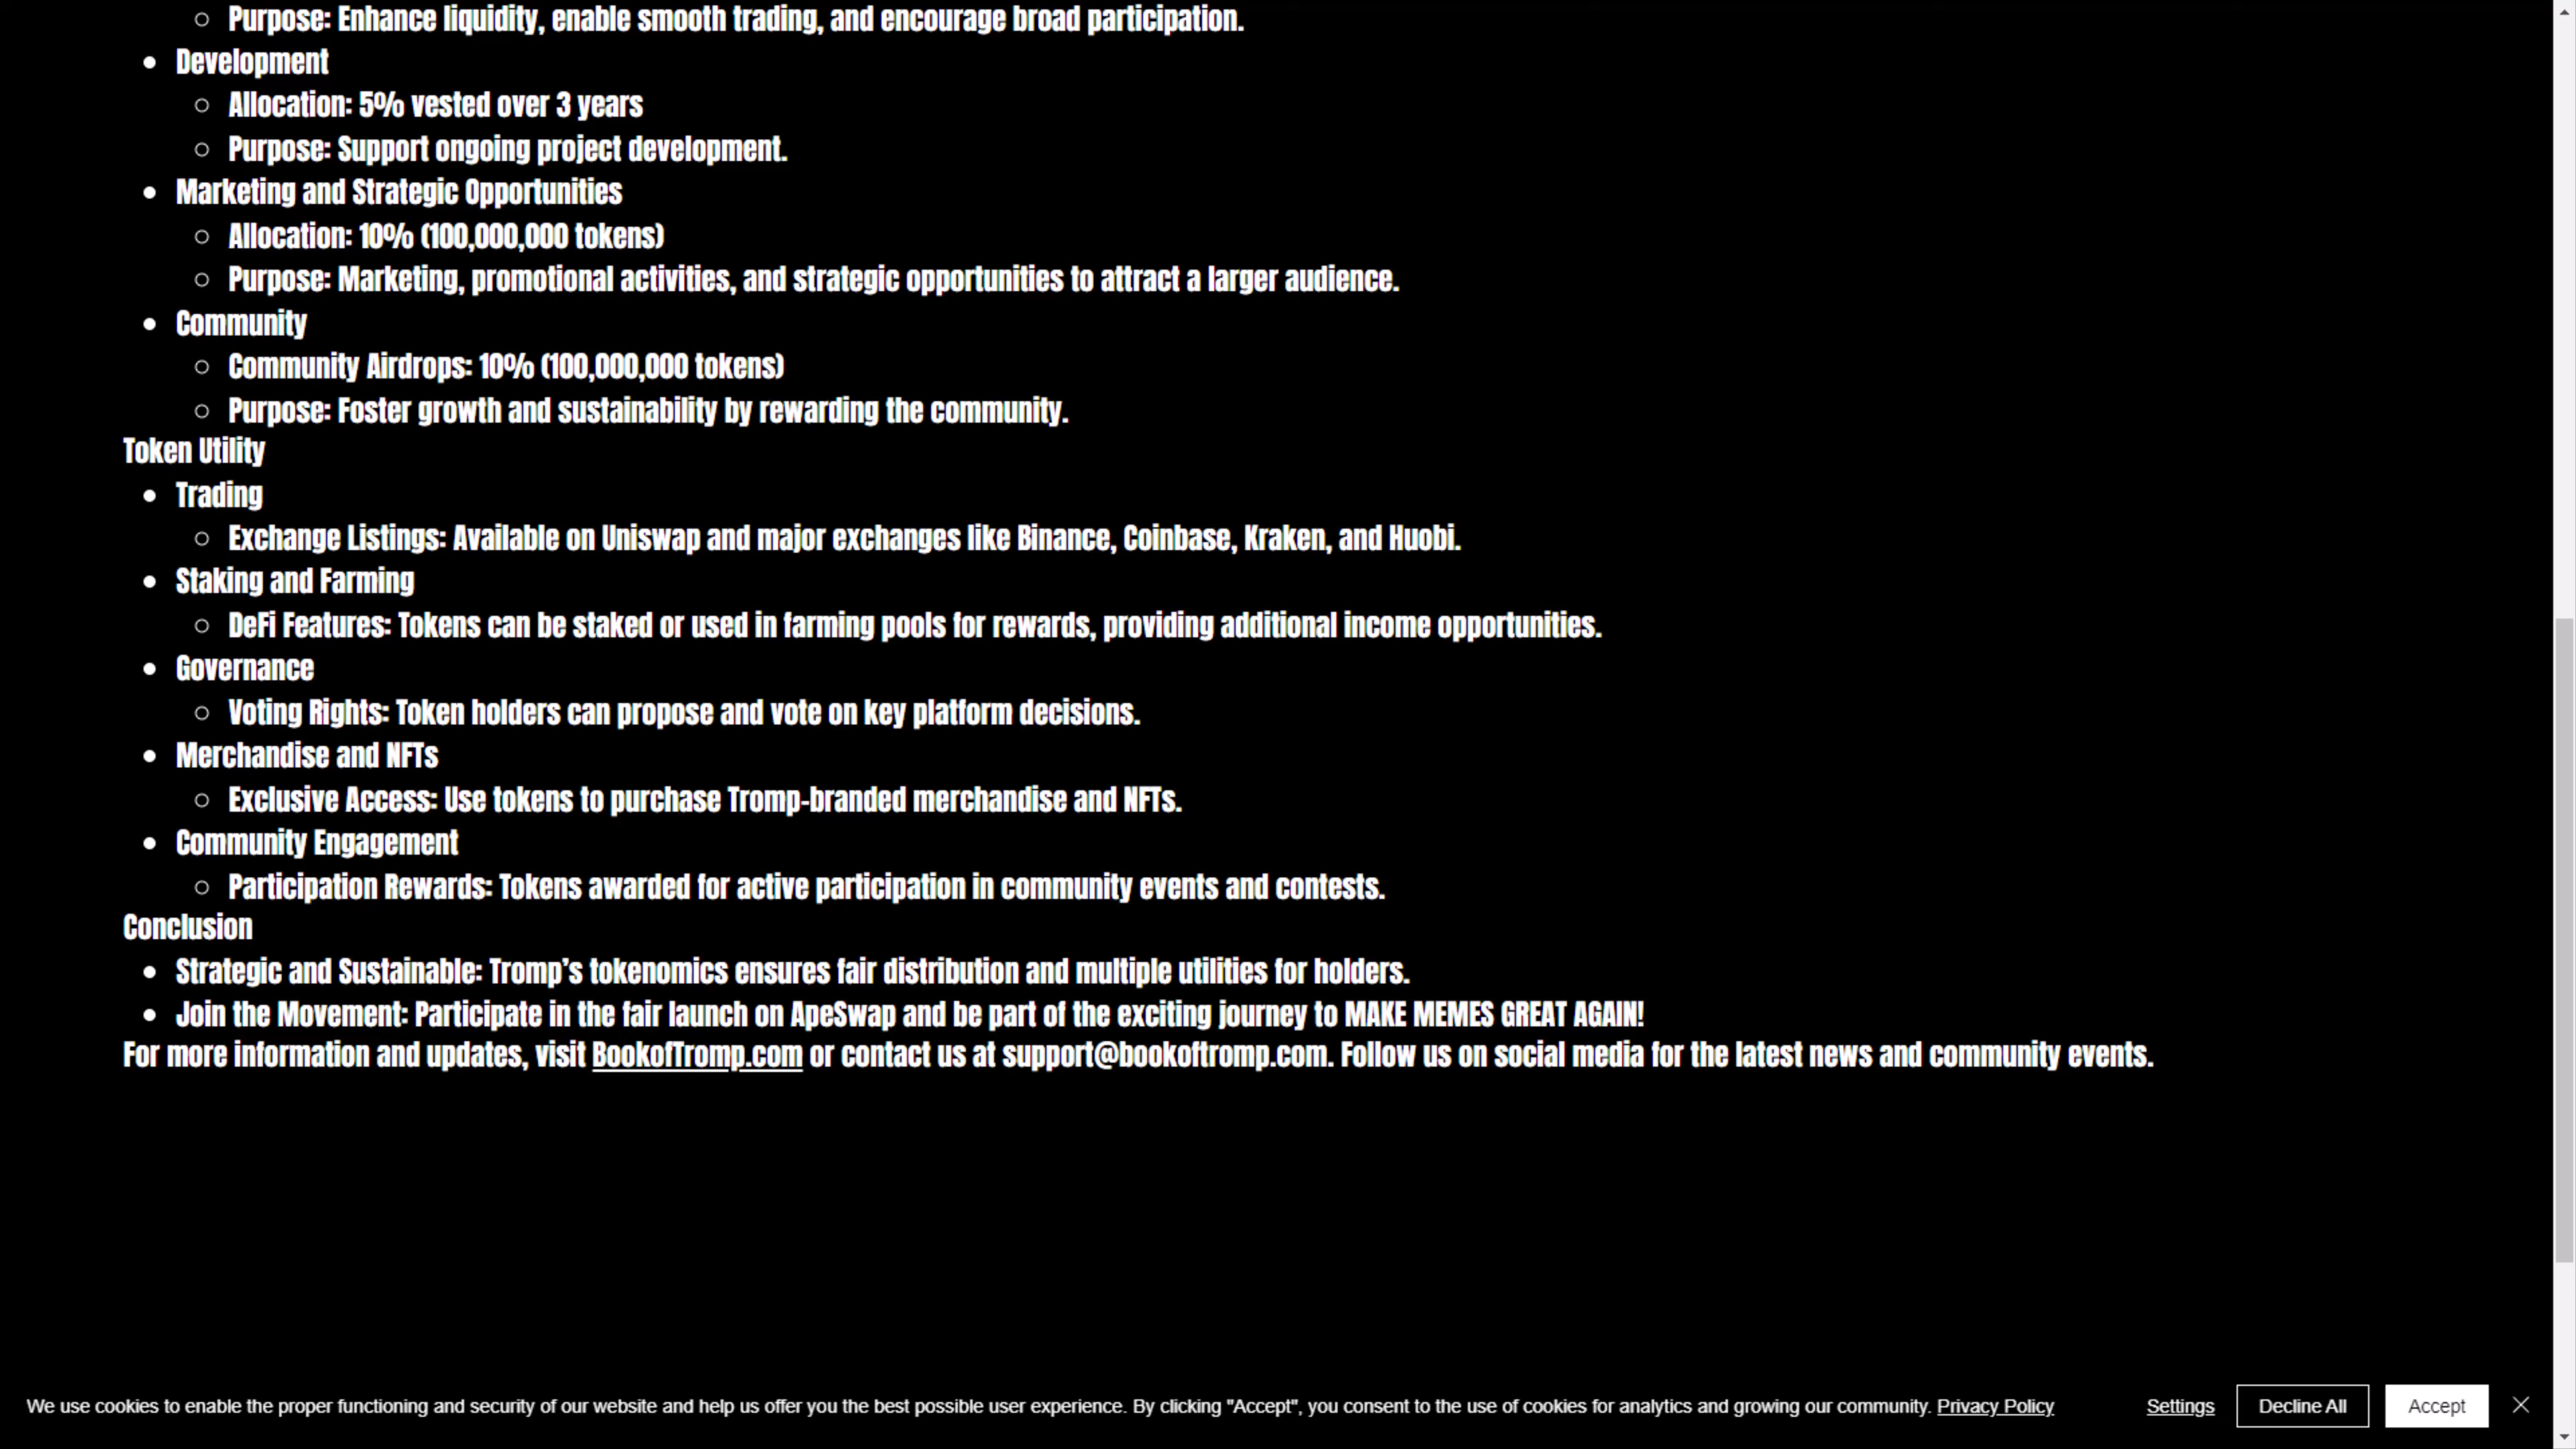 Purpose: Enhance liquidity, enable smooth trading, and encourage broad participation.
Development
Allocation: 5% vested over 3 years
Purpose: Support ongoing project development.
Marketing and Strategic Opportunities
Allocation: 10% (100,000,000 tokens)
Purpose: Marketing, promotional activities, and strategic opportunities to attract a larger audience.
Community
Community Airdrops: 10% (100,000,000 tokens)
Purpose: Foster growth and sustainability by rewarding the community.
Token Utility
Trading
Exchange Listings: Available on Uniswap and major exchanges like Binance, Coinbase, Kraken, and Huobi.
Staking and Farming
DeFi Features: Tokens can be staked or used in farming pools for rewards, providing additional income opportunities.
Governance
Voting Rights: Token holders can propose and vote on key platform decisions.
Merchandise and NFTs
Exclusive Access: Use tokens to purchase Tromp-branded merchandise and NFTs.
Community Engagement
Participation Rewards: Tokens awarded for active participation in community events and contests.
Conclusion
Strategic and Sustainable: Tromp’s tokenomics ensures fair distribution and multiple utilities for holders.
Join the Movement: Participate in the fair launch on ApeSwap and be part of the exciting journey to MAKE MEMES GREAT AGAIN!
For more information and updates, visit BookofTromp.com or contact us at support@bookoftromp.com. Follow us on social media for the latest news and community events.
We use cookies to enable the proper functioning and security of our website and help us offer you the best possible user experience. By clicking "Accept", you consent to the use of cookies for analytics and growing our community. Privacy Policy Settings Decline All Accept